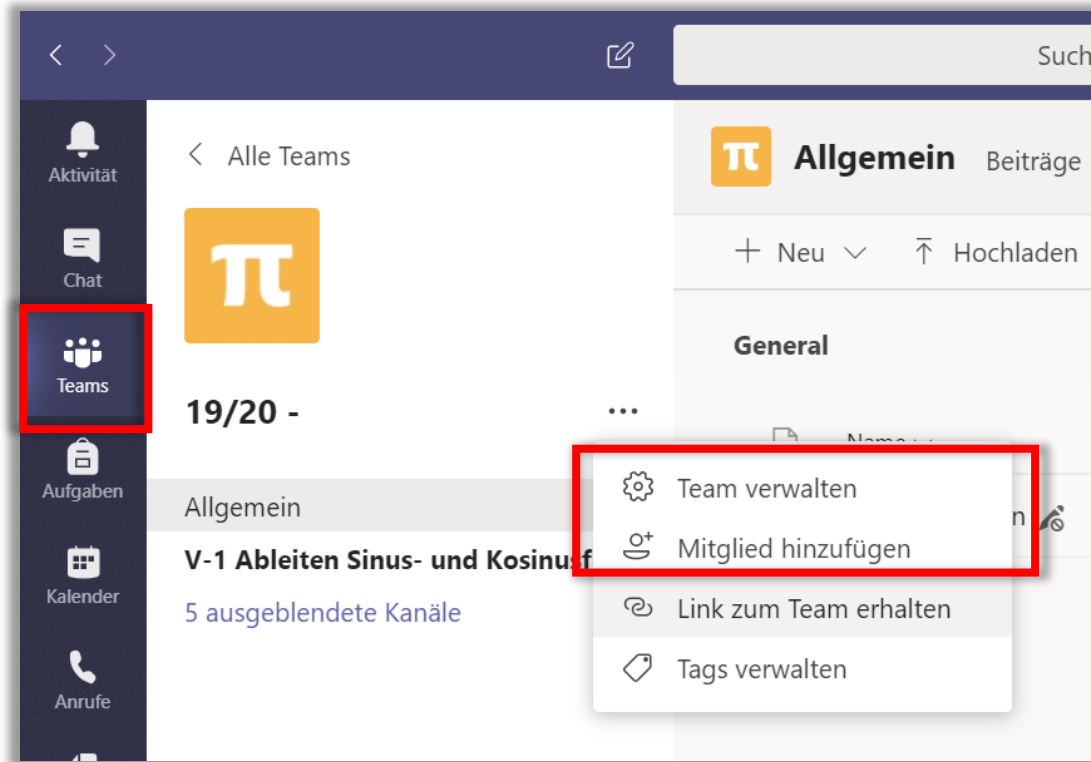 Such
Aktivität
Chat
Teams
Aufgaben
Kalender
Anrufe
Alle Teams
π
19/20 -
...
Allgemein
V-1 Ableiten Sinus- und Kosinusf
5 ausgeblendete Kanäle
π Allgemein Beiträge
Neu Hochladen
General
Name
n
Team verwalten
Mitglied hinzufügen
Link zum Team erhalten
Tags verwalten